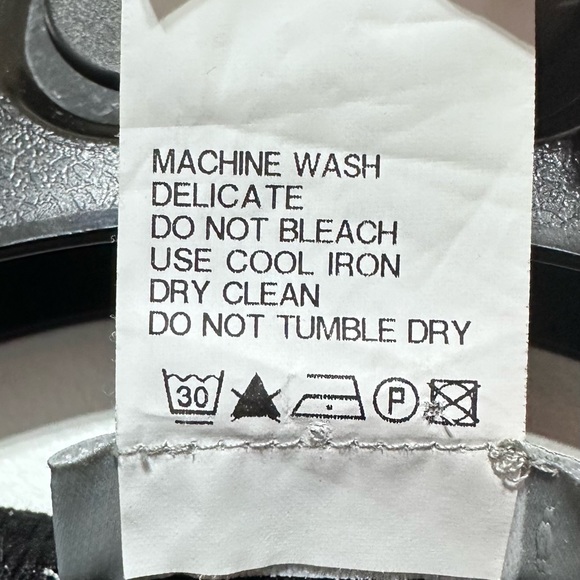 MACHINE WASH
DELICATE
DO NOT BLEACH
USE COOL IRON
DRY CLEAN
DO NOT TUMBLE DRY
30 P